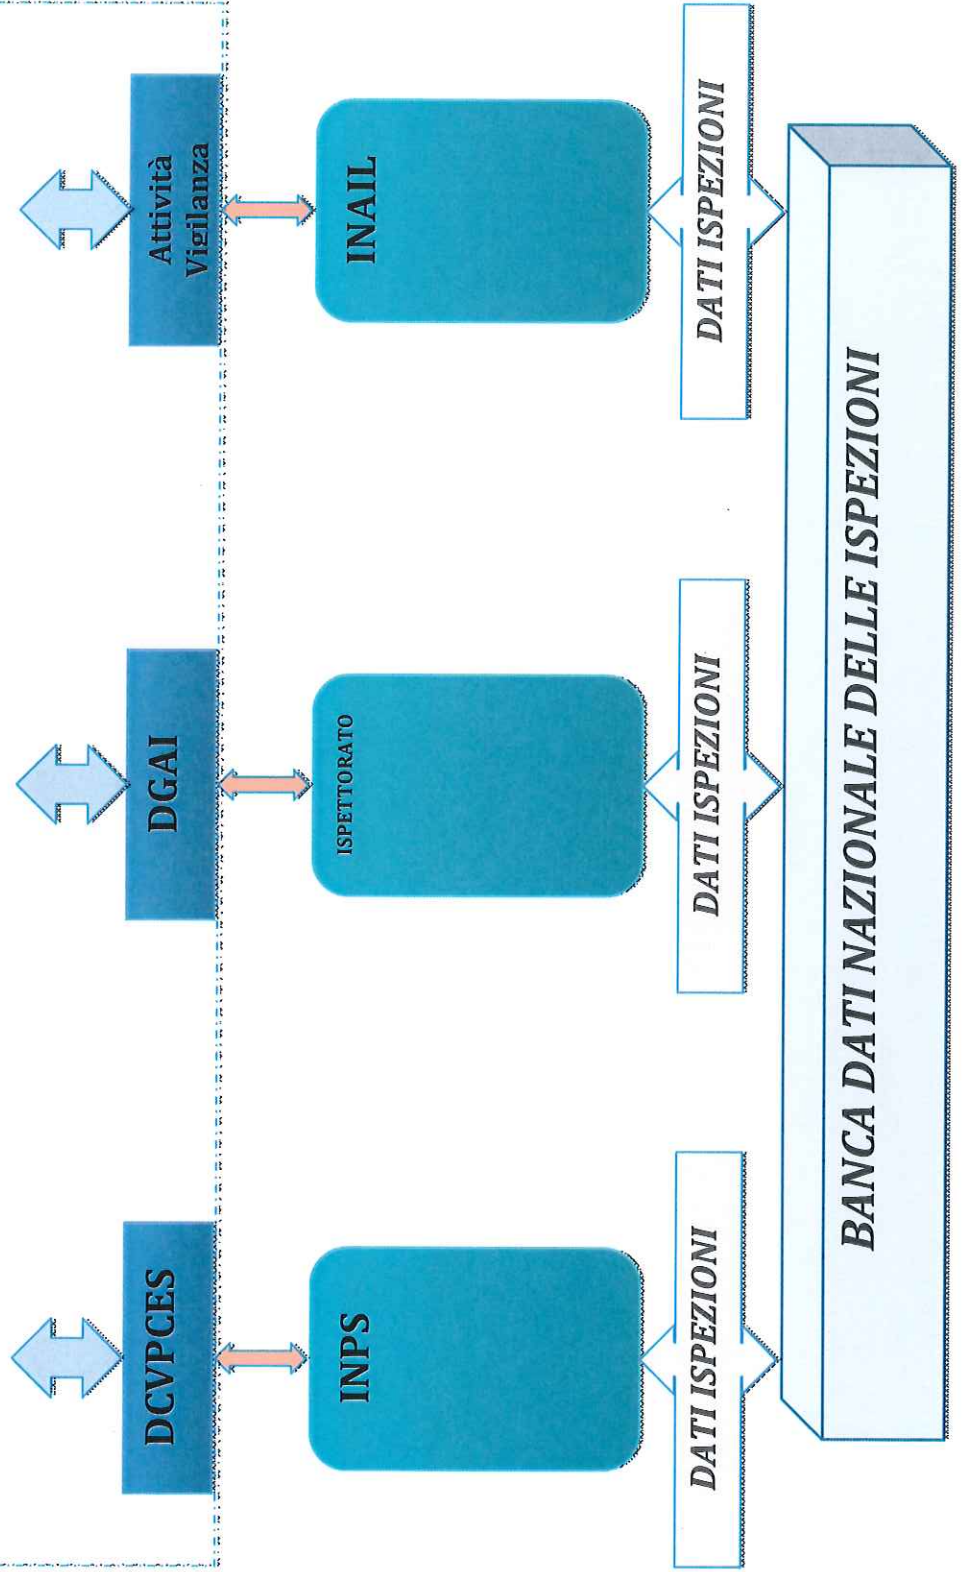 DCVPCES
DGAI
Attività
Vigilanza
INPS
ISPETTORATO
INAIL
DATI ISPEZIONI
DATI ISPEZIONI
DATI ISPEZIONI
BANCA DATI NAZIONALE DELLE ISPEZIONI